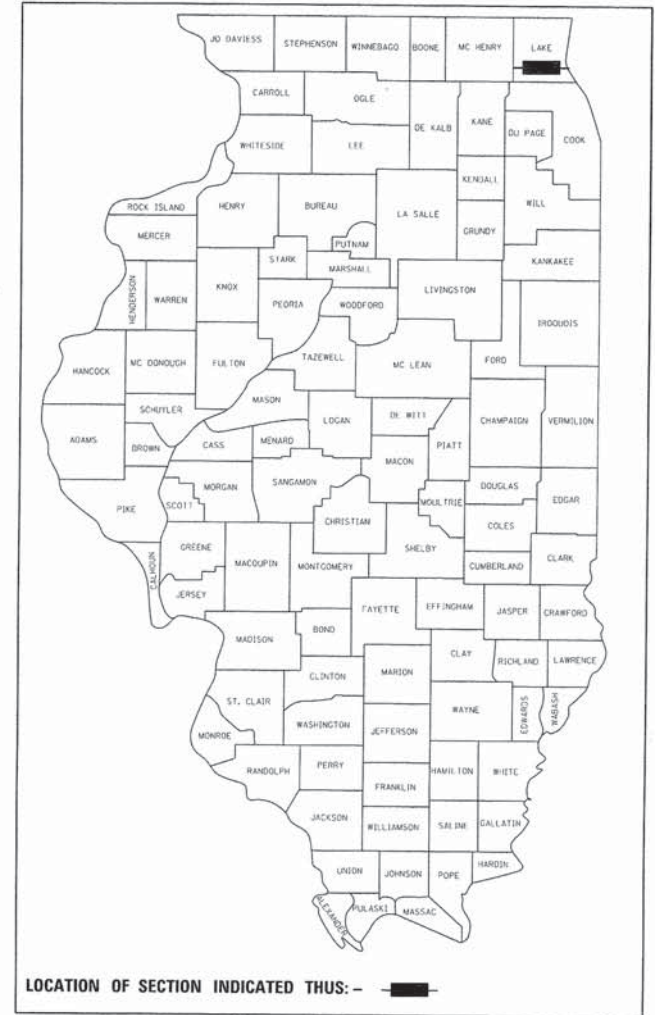 JO DAVIESS
STEPHENSON
WINNEBAGO
BOONE
MC HENRY
LAKE
CARROLL
OGLE
DE KALB
KANE
DU PAGE
COOK
WHITESIDE
LEE
KENDALL
WILL
ROCK ISLAND
HENRY
BUREAU
LA SALLE
GRUNDY
MERCER
PUTNAM
STARK
MARSHALL
KANKAKEE
HENDERSON
WARREN
KNOX
PEORIA
WOODFORD
LIVINGSTON
IROQUOIS
HANCOCK
MC DONOUGH
FULTON
TAZEWELL
MC LEAN
FORD
SCHUYLER
MASON
LOGAN
DE WITT
CHAMPAIGN
VERMILION
ADAMS
BROWN
CASS
MENARD
PIATT
MACON
PIKE
SCOTT
MORGAN
SANGAMON
CHRISTIAN
MOULTRIE
DOUGLAS
EDGAR
COLES
CALHOUN
GREENE
MACOUPIN
MONTGOMERY
SHELBY
CUMBERLAND
CLARK
JERSEY
FAYETTE
EFFINGHAM
JASPER
CRAWFORD
MADISON
BOND
CLAY
RICHLAND
LAWRENCE
CLINTON
MARION
ST. CLAIR
WAYNE
EDWARDS
WABASH
WASHINGTON
JEFFERSON
MONROE
RANDOLPH
PERRY
HAMILTON
WHITE
FRANKLIN
JACKSON
WILLIAMSON
SALINE
GALLATIN
UNION
JOHNSON
POPE
HARDIN
ALEXANDER
PULASKI
MASSAC
LOCATION OF SECTION INDICATED THUS: -